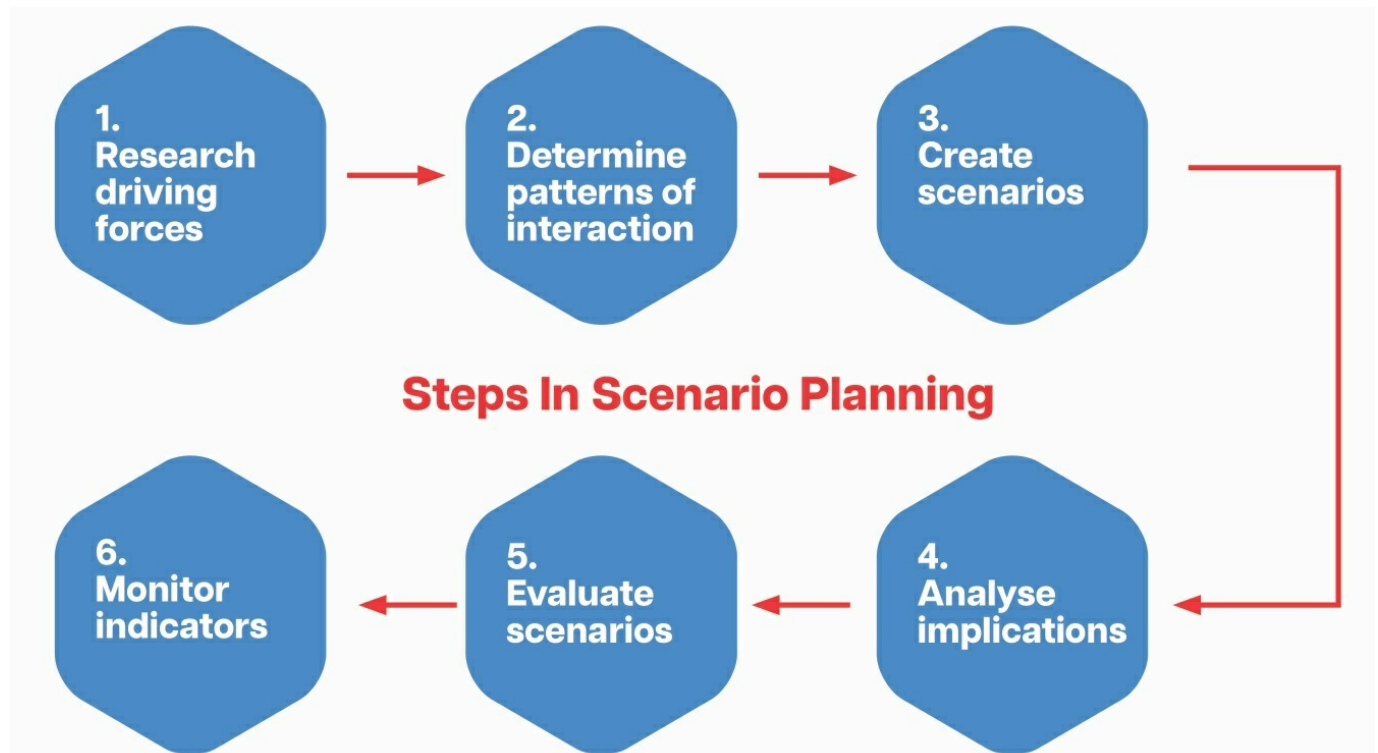 1.
Research
driving
forces
2.
Determine
patterns of
interaction
3.
Create
scenarios
Steps In Scenario Planning
4.
Analyse
implications
5.
Evaluate
scenarios
6.
Monitor
indicators